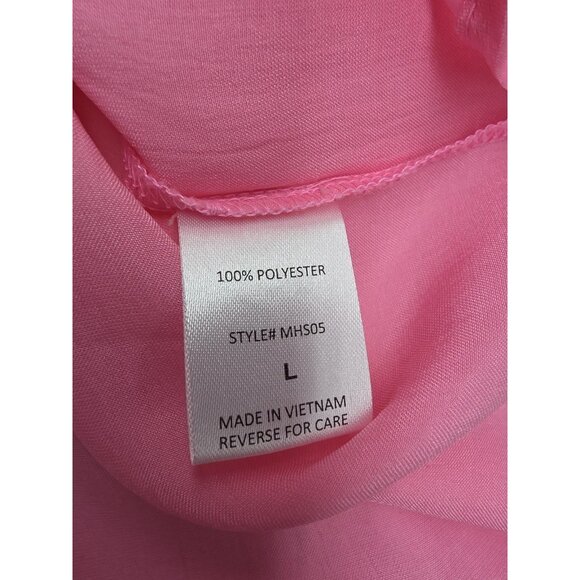 100% POLYESTER
STYLE# MHS05
L
MADE IN VIETNAM
REVERSE FOR CARE